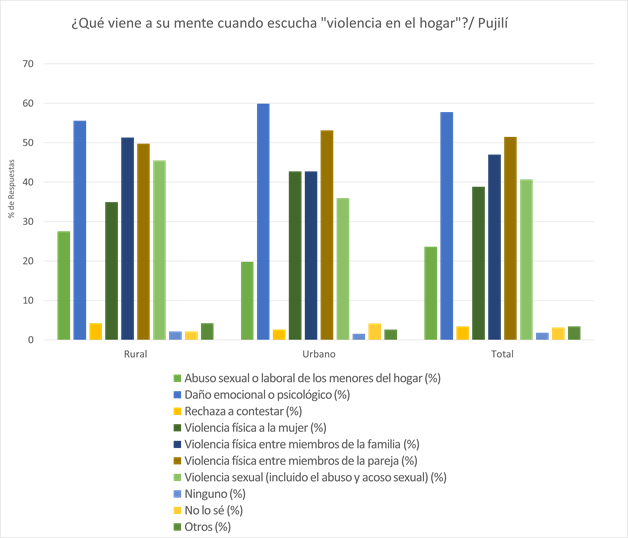 ¿Qué viene a su mente cuando escucha "violencia en el hogar"?/ Pujilí
70
60
50
40
30
20
10
0
% de Respuestas
Rural
Urbano
Total
Abuso sexual o laboral de los menores del hogar (%)
Daño emocional o psicológico (%)
Rechaza a contestar (%)
Violencia física a la mujer (%)
Violencia física entre miembros de la familia (%)
Violencia física entre miembros de la pareja (%)
Violencia sexual (incluido el abuso y acoso sexual) (%)
Ninguno (%)
No lo sé (%)
Otros (%)